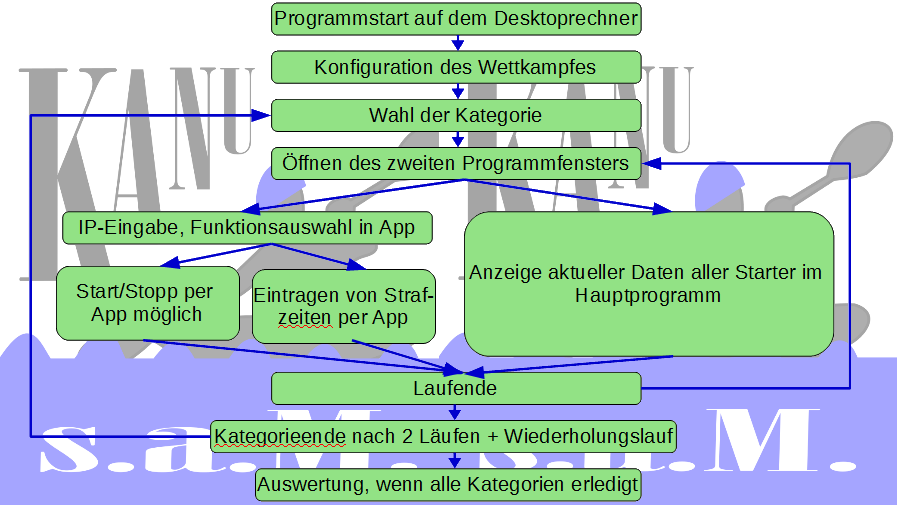 Programmstart auf dem Desktoprechner
Konfiguration des Wettkampfes
KANU
KANU
Wahl der Kategorie
Öffnen des zweiten Programmfensters
IP-Eingabe, Funktionsauswahl in App
Anzeige aktueller Daten aller Starter im
Hauptprogramm
Start/Stopp per
App möglich
Eintragen von Straf-
zeiten per App
Laufende
Kategorieende nach 2 Läufen + Wiederholungslauf
s.a.M.
s.a.M.
Auswertung, wenn alle Kategorien erledigt